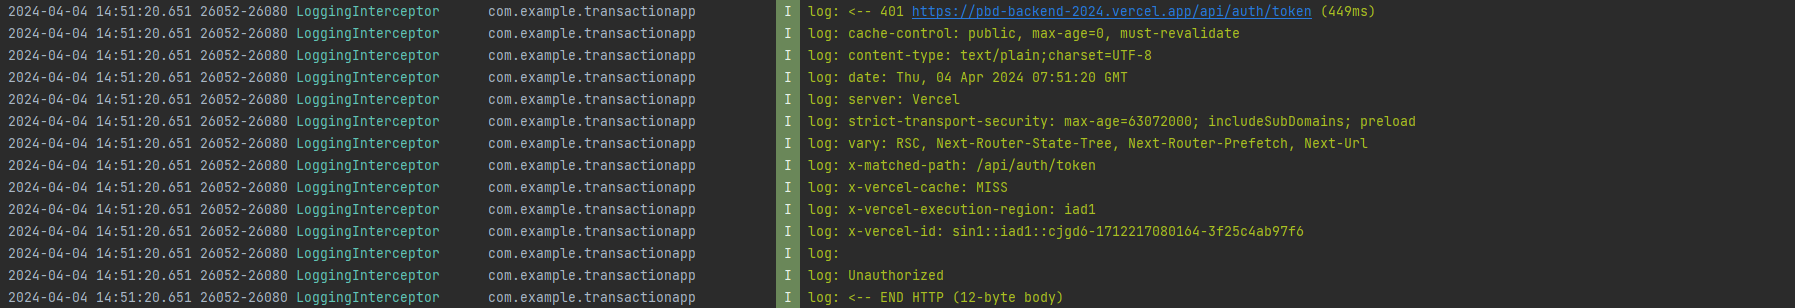 2024-04-04 14:51:20.651 26052-26080 LoggingInterceptor com.example.transactionapp I log: <-- 401 https://pbd-backend-2024.vercel.app/api/auth/token (449ms)
2024-04-04 14:51:20.651 26052-26080 LoggingInterceptor com.example.transactionapp I log: cache-control: public, max-age=0, must-revalidate
2024-04-04 14:51:20.651 26052-26080 LoggingInterceptor com.example.transactionapp I log: content-type: text/plain;charset=UTF-8
2024-04-04 14:51:20.651 26052-26080 LoggingInterceptor com.example.transactionapp I log: date: Thu, 04 Apr 2024 07:51:20 GMT
2024-04-04 14:51:20.651 26052-26080 LoggingInterceptor com.example.transactionapp I log: server: Vercel
2024-04-04 14:51:20.651 26052-26080 LoggingInterceptor com.example.transactionapp I log: strict-transport-security: max-age=63072000; includeSubDomains; preload
2024-04-04 14:51:20.651 26052-26080 LoggingInterceptor com.example.transactionapp I log: vary: RSC, Next-Router-State-Tree, Next-Router-Prefetch, Next-Url
2024-04-04 14:51:20.651 26052-26080 LoggingInterceptor com.example.transactionapp I log: x-matched-path: /api/auth/token
2024-04-04 14:51:20.651 26052-26080 LoggingInterceptor com.example.transactionapp I log: x-vercel-cache: MISS
2024-04-04 14:51:20.651 26052-26080 LoggingInterceptor com.example.transactionapp I log: x-vercel-execution-region: iad1
2024-04-04 14:51:20.651 26052-26080 LoggingInterceptor com.example.transactionapp I log: x-vercel-id: sin1::iad1::cjgd6-1712217080164-3f25c4ab97f6
2024-04-04 14:51:20.651 26052-26080 LoggingInterceptor com.example.transactionapp I log:
2024-04-04 14:51:20.651 26052-26080 LoggingInterceptor com.example.transactionapp I log: Unauthorized
2024-04-04 14:51:20.651 26052-26080 LoggingInterceptor com.example.transactionapp I log: <-- END HTTP (12-byte body)